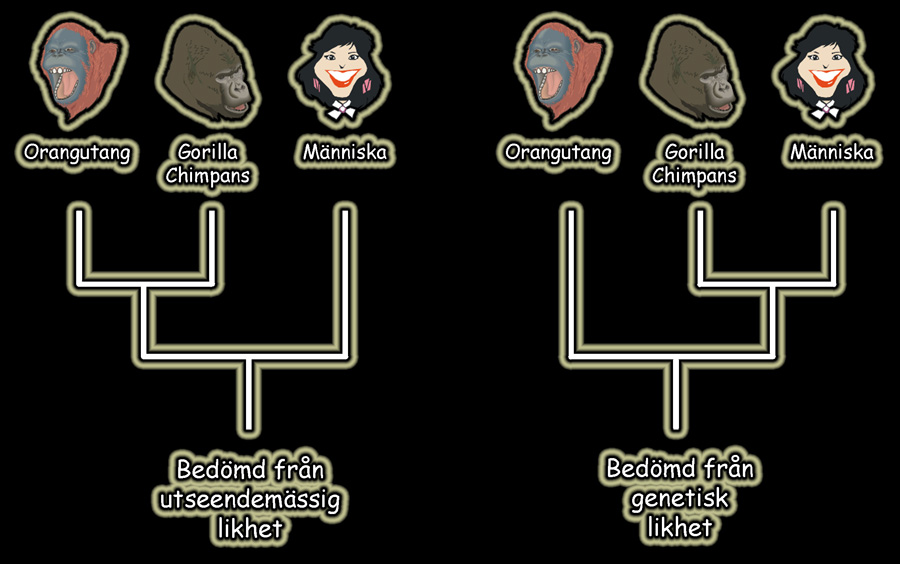 Orangutang
Gorilla
Chimpans
Människa
Bedömd från
utseendemässig
likhet
Orangutang
Gorilla
Chimpans
Människa
Bedömd från
genetisk
likhet